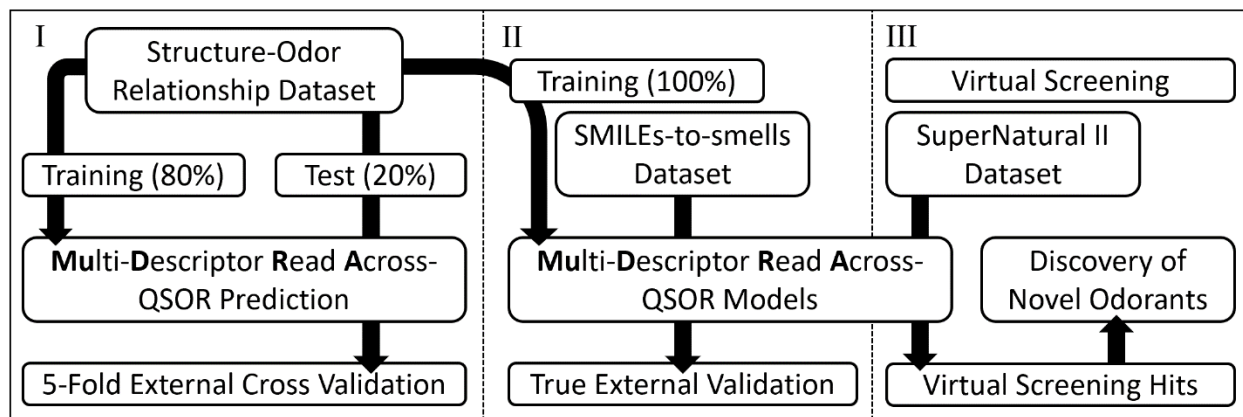 I
Structure-Odor
Relationship Dataset
Training (80%)
Test (20%)
Multi-Descriptor Read Across-
QSOR Prediction
5-Fold External Cross Validation
II
Training (100%)
SMILEs-to-smells
Dataset
Multi-Descriptor Read Across-
QSOR Models
True External Validation
III
Virtual Screening
SuperNatural II
Dataset
Discovery of
Novel Odorants
Virtual Screening Hits